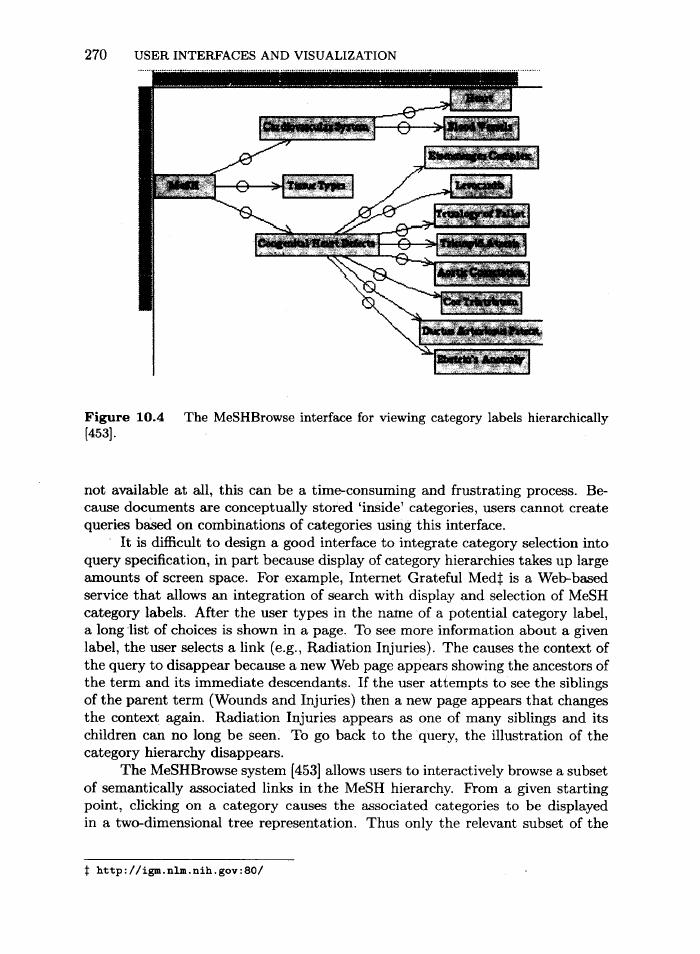 270 USER INTERFACES AND VISUALIZATION
Heart
Cardiovascular System
Blood Vessels
Eisenmenger Complex
MeSH
Tissue Types
Levocardia
Tetralogy of Fallot
Congenital Heart Defects
Tricuspid Atresia
Aortic Coarctation
Cor Triatriatum
Ductus Arteriosus Patent
Ebstein's Anomaly
Figure 10.4 The MeSHBrowse interface for viewing category labels hierarchically
[453].
not available at all, this can be a time-consuming and frustrating process. Be-
cause documents are conceptually stored ‘inside’ categories, users cannot create
queries based on combinations of categories using this interface.
It is difficult to design a good interface to integrate category selection into
query specification, in part because display of category hierarchies takes up large
amounts of screen space. For example, Internet Grateful Med‡ is a Web-based
service that allows an integration of search with display and selection of MeSH
category labels. After the user types in the name of a potential category label,
a long list of choices is shown in a page. To see more information about a given
label, the user selects a link (e.g., Radiation Injuries). The causes the context of
the query to disappear because a new Web page appears showing the ancestors of
the term and its immediate descendants. If the user attempts to see the siblings
of the parent term (Wounds and Injuries) then a new page appears that changes
the context again. Radiation Injuries appears as one of many siblings and its
children can no long be seen. To go back to the query, the illustration of the
category hierarchy disappears.
The MeSHBrowse system [453] allows users to interactively browse a subset
of semantically associated links in the MeSH hierarchy. From a given starting
point, clicking on a category causes the associated categories to be displayed
in a two-dimensional tree representation. Thus only the relevant subset of the
‡ http://igm.nlm.nih.gov:80/